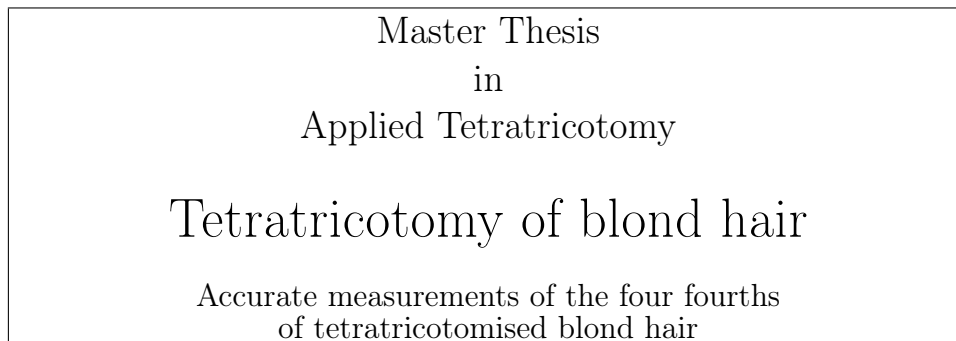 Master Thesis
in
Applied Tetratricotomy
Tetratricotomy of blond hair
Accurate measurements of the four fourths
of tetratricotomised blond hair